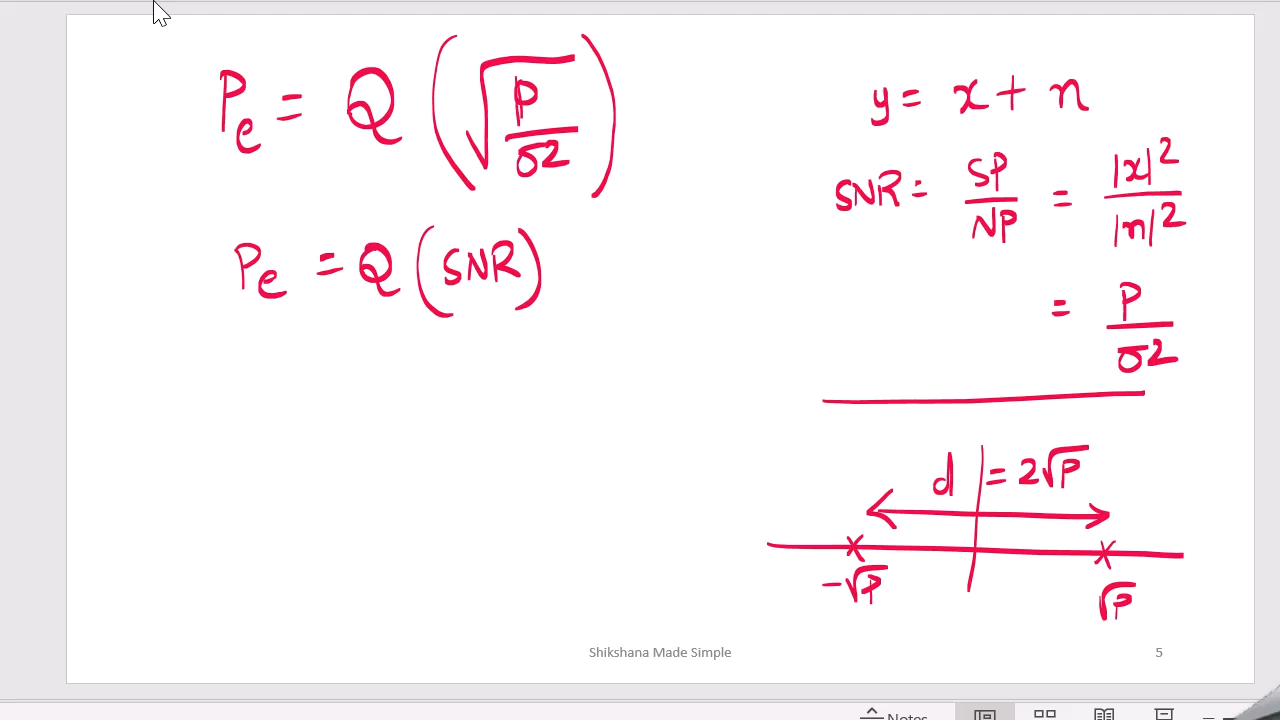 Pe = Q (√(P/σ2))
Pe = Q (SNR)
y = x + n
SNR = SP/NP = |x|2/|n|2
= P/σ2
d = 2√P
-√P √P
Shikshana Made Simple 5
Notes